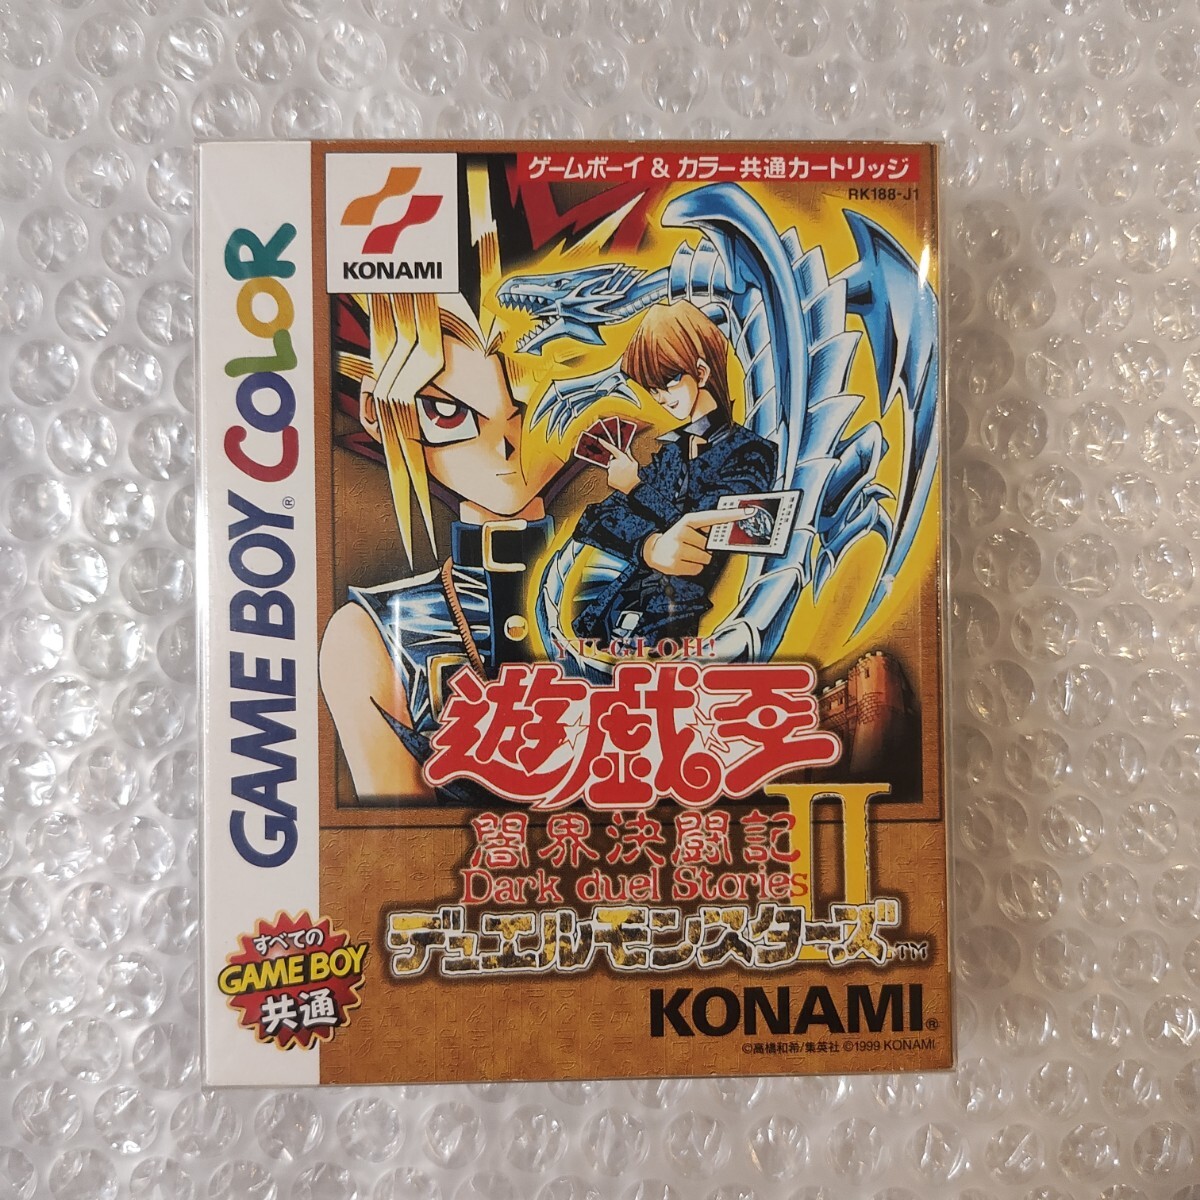 GAME BOY COLOR
®
KONAMI
ゲームボーイ & カラー共通カートリッジ
RK188-J1
YU-GI-OH!
遊戯王
闇界決闘記
Dark duel Stories
II
デュエルモンスターズ
TM
すべての
GAME BOY
共通
KONAMI®
©高橋和希/集英社 ©1999 KONAMI